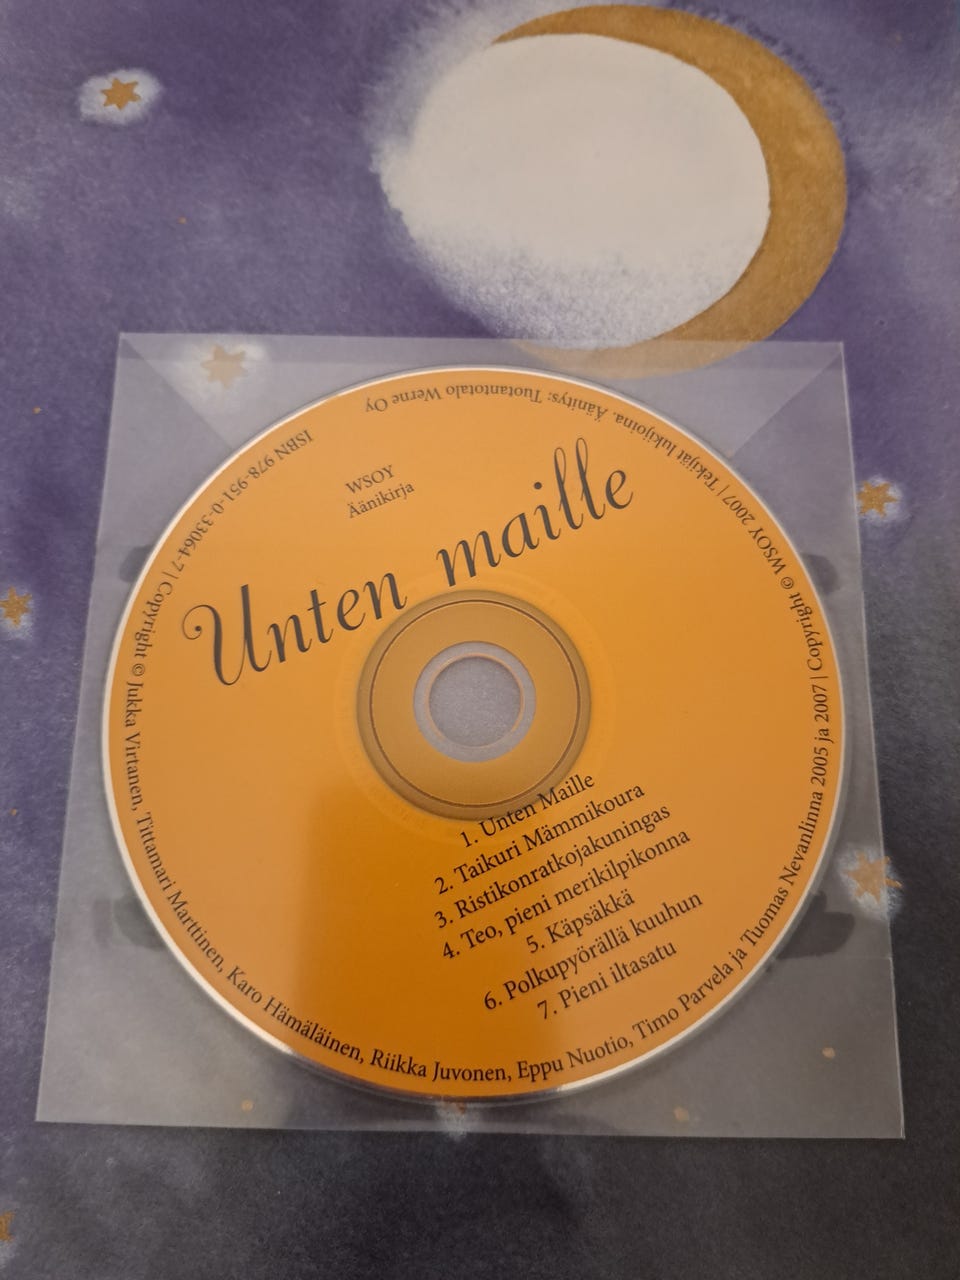 WSOY
Äänikirja
Unten maille
1. Unten Maille
2. Taikuri Mämmikoura
3. Ristikonratkojakuningas
4. Teo, pieni merikilpikonna
5. Käpsäkkä
6. Polkupyörällä kuuhun
7. Pieni iltasatu
ISBN 978-951-0-33064-7 | Copyright © Jukka Virtanen, Tittamari Marttinen, Karo Hämäläinen, Riikka Juvonen, Eppu Nuotio, Timo Parvela ja Tuomas Nevanlinna 2005 ja 2007 | Copyright © WSOY 2007 | Tekijät lukijoina. Äänitys: Tuotantotalo Werne Oy